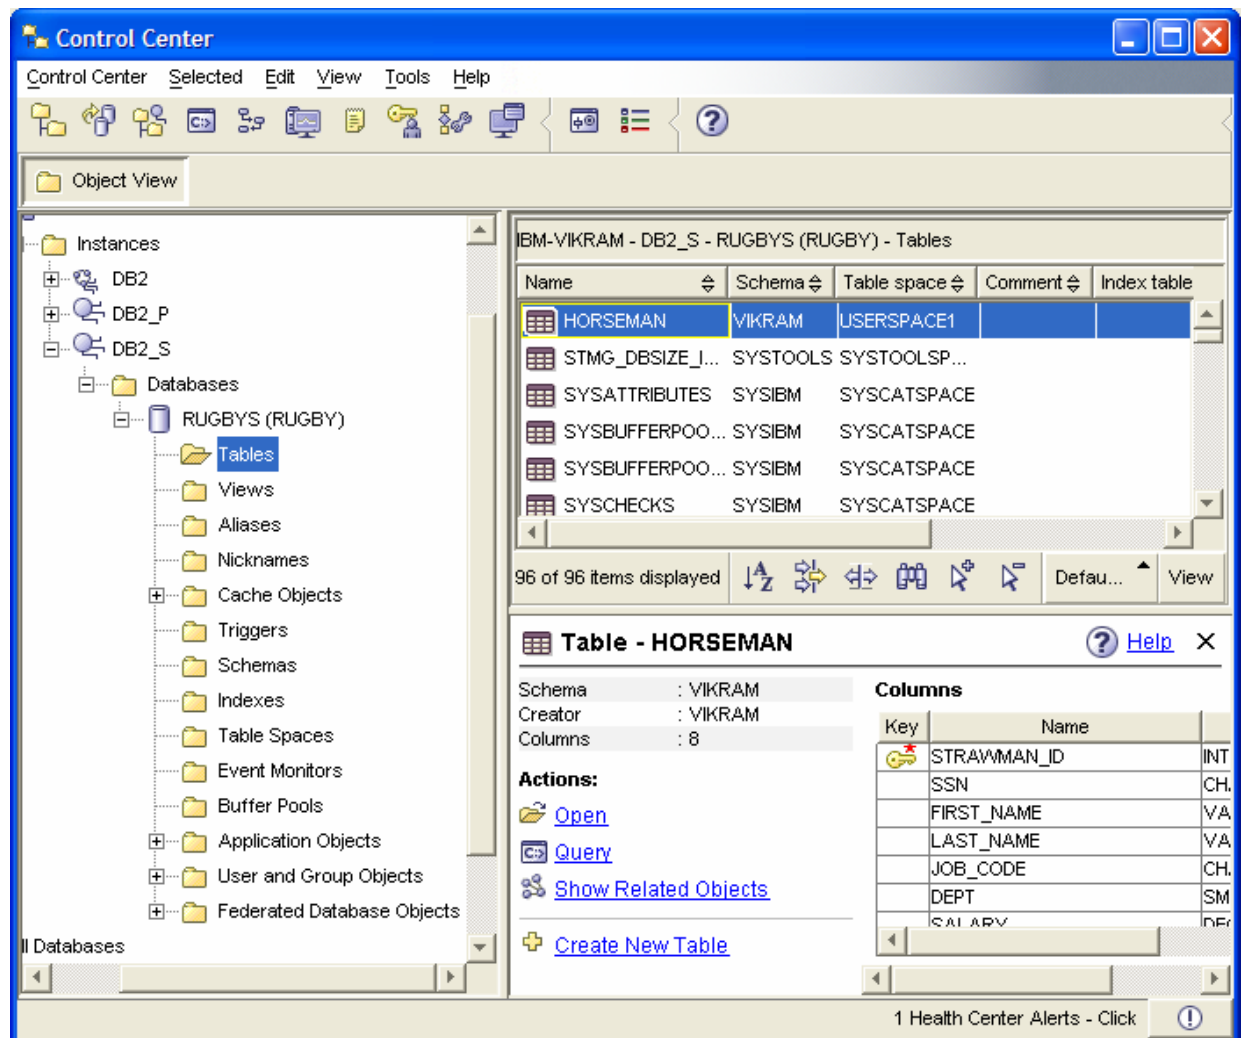 Control Center
Control Center Selected Edit View Tools Help
Object View
Instances
DB2
DB2_P
DB2_S
Databases
RUGBYS (RUGBY)
Tables
Views
Aliases
Nicknames
Cache Objects
Triggers
Schemas
Indexes
Table Spaces
Event Monitors
Buffer Pools
Application Objects
User and Group Objects
Federated Database Objects
ll Databases
IBM-VIKRAM - DB2_S - RUGBYS (RUGBY) - Tables
Name Schema Table space Comment Index table
HORSEMAN VIKRAM USERSPACE1
STMG_DBSIZE_I... SYSTOOLS SYSTOOLSP...
SYSATTRIBUTES SYSIBM SYSCATSPACE
SYSBUFFERPOO... SYSIBM SYSCATSPACE
SYSBUFFERPOO... SYSIBM SYSCATSPACE
SYSCHECKS SYSIBM SYSCATSPACE
96 of 96 items displayed Defau... View
Table - HORSEMAN Help
Schema : VIKRAM
Creator : VIKRAM
Columns : 8
Actions:
Open
Query
Show Related Objects
Create New Table
Columns
Key Name
STRAWMAN_ID INT
SSN CHA
FIRST_NAME VA
LAST_NAME VA
JOB_CODE CHA
DEPT SM
SALARY DEC
1 Health Center Alerts - Click